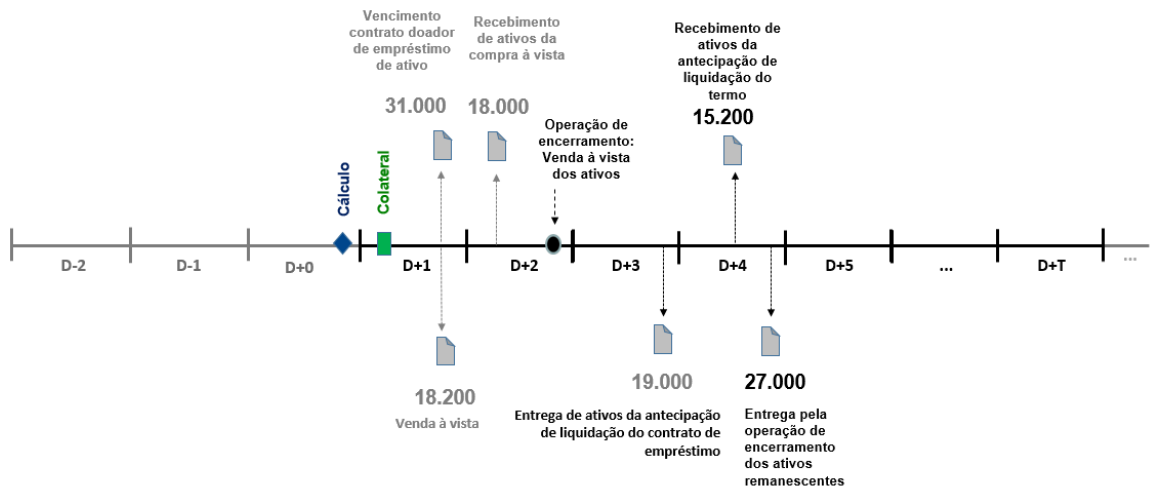 Vencimento
contrato doador
de empréstimo
de ativo
31.000
Recebimento
de ativos da
compra à vista
18.000
Operação de
encerramento:
Venda à vista
dos ativos
Recebimento de
ativos da
antecipação de
liquidação do
termo
15.200
Cálculo
Colateral
D-2
D-1
D+0
D+1
D+2
D+3
D+4
D+5
...
D+T
...
18.200
Venda à vista
19.000
Entrega de ativos da antecipação
de liquidação do contrato de
empréstimo
27.000
Entrega pela
operação de
encerramento
dos ativos
remanescentes